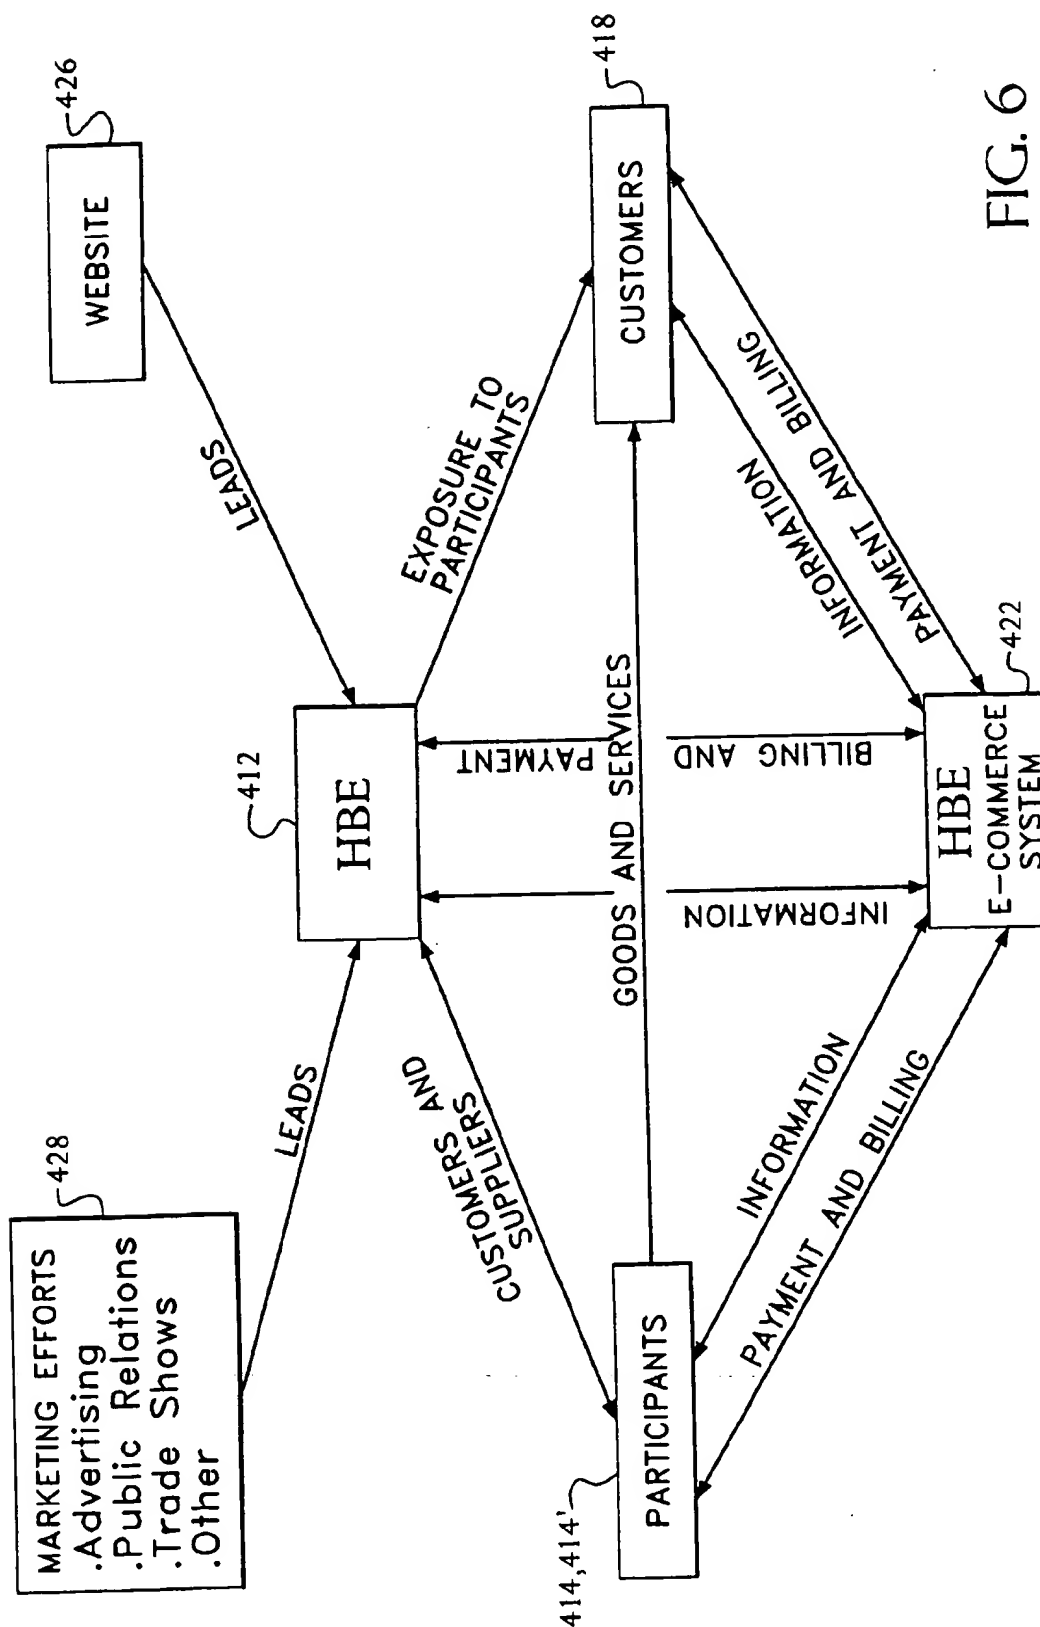 MARKETING EFFORTS
.Advertising
.Public Relations
.Trade Shows
.Other
428
WEBSITE
426
LEADS
LEADS
412
HBE
CUSTOMERS AND
SUPPLIERS
EXPOSURE TO
PARTICIPANTS
PAYMENT
414,414'
PARTICIPANTS
GOODS AND SERVICES
CUSTOMERS
418
INFORMATION
BILLING AND
INFORMATION
PAYMENT AND BILLING
INFORMATION
PAYMENT AND BILLING
HBE
E-COMMERCE
SYSTEM
422
FIG. 6